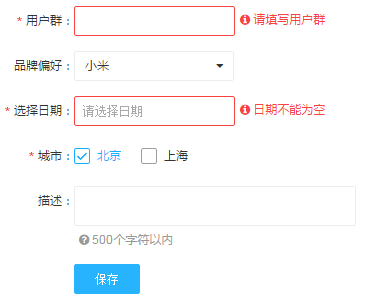 * 用户群： 请填写用户群
品牌偏好： 小米
* 选择日期： 请选择日期 日期不能为空
* 城市： 北京 上海
描述：
500个字符以内
保存